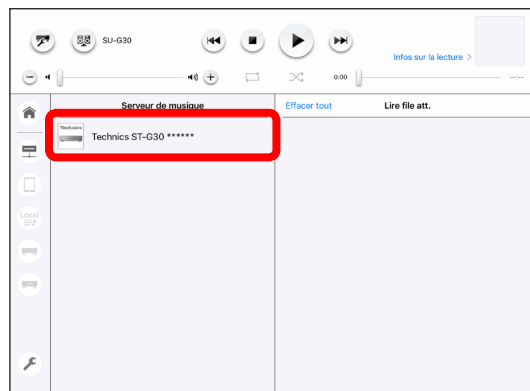 SU-G30
Infos sur la lecture >
0:00
--:--
Serveur de musique
Effacer tout
Lire file att.
Technics
Technics ST-G30 ******
Local